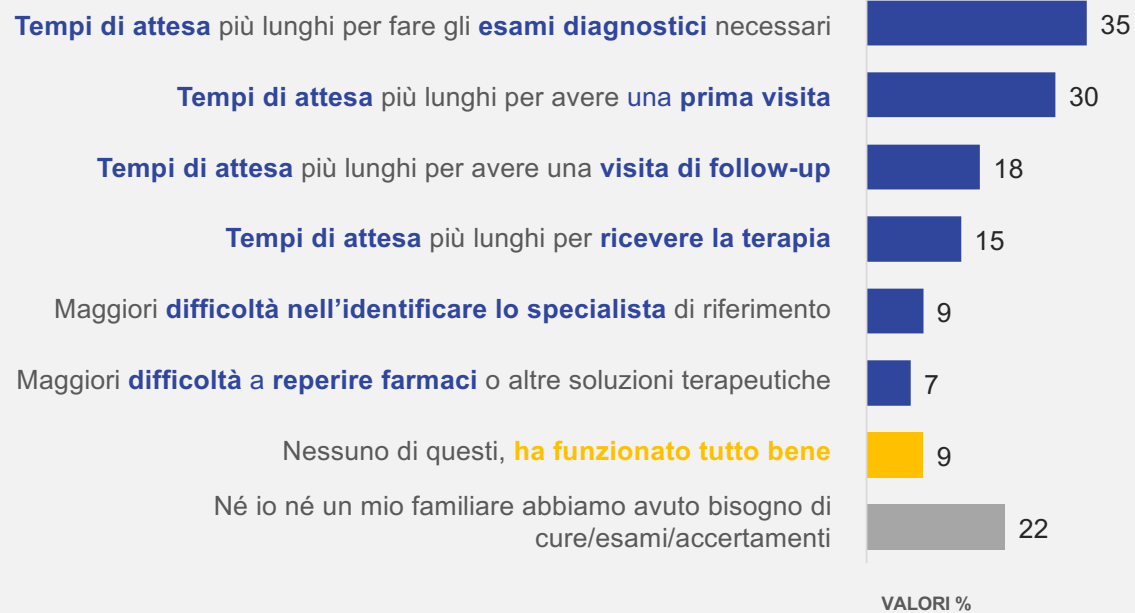 Tempi di attesa più lunghi per fare gli esami diagnostici necessari 35
Tempi di attesa più lunghi per avere una prima visita 30
Tempi di attesa più lunghi per avere una visita di follow-up 18
Tempi di attesa più lunghi per ricevere la terapia 15
Maggiori difficoltà nell’identificare lo specialista di riferimento 9
Maggiori difficoltà a reperire farmaci o altre soluzioni terapeutiche 7
Nessuno di questi, ha funzionato tutto bene 9
Né io né un mio familiare abbiamo avuto bisogno di
cure/esami/accertamenti 22
VALORI %